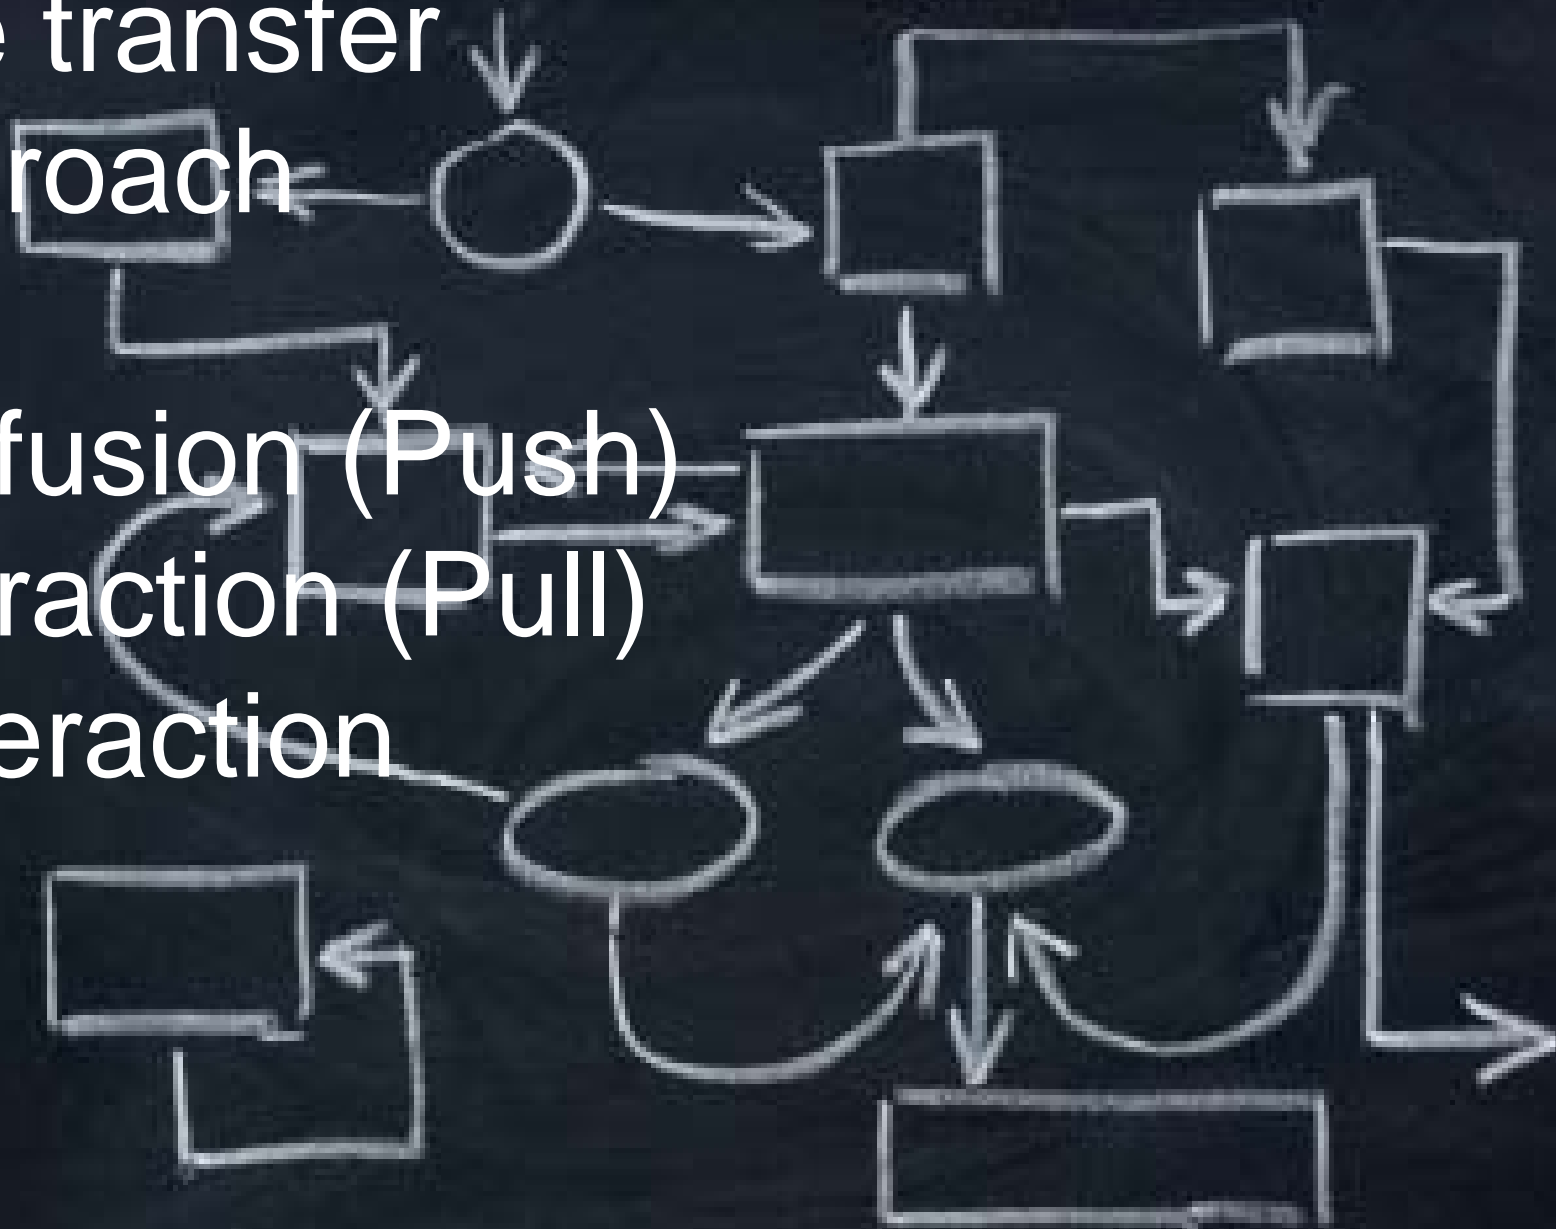 e transfer
roach
fusion (Push)
raction (Pull)
eraction